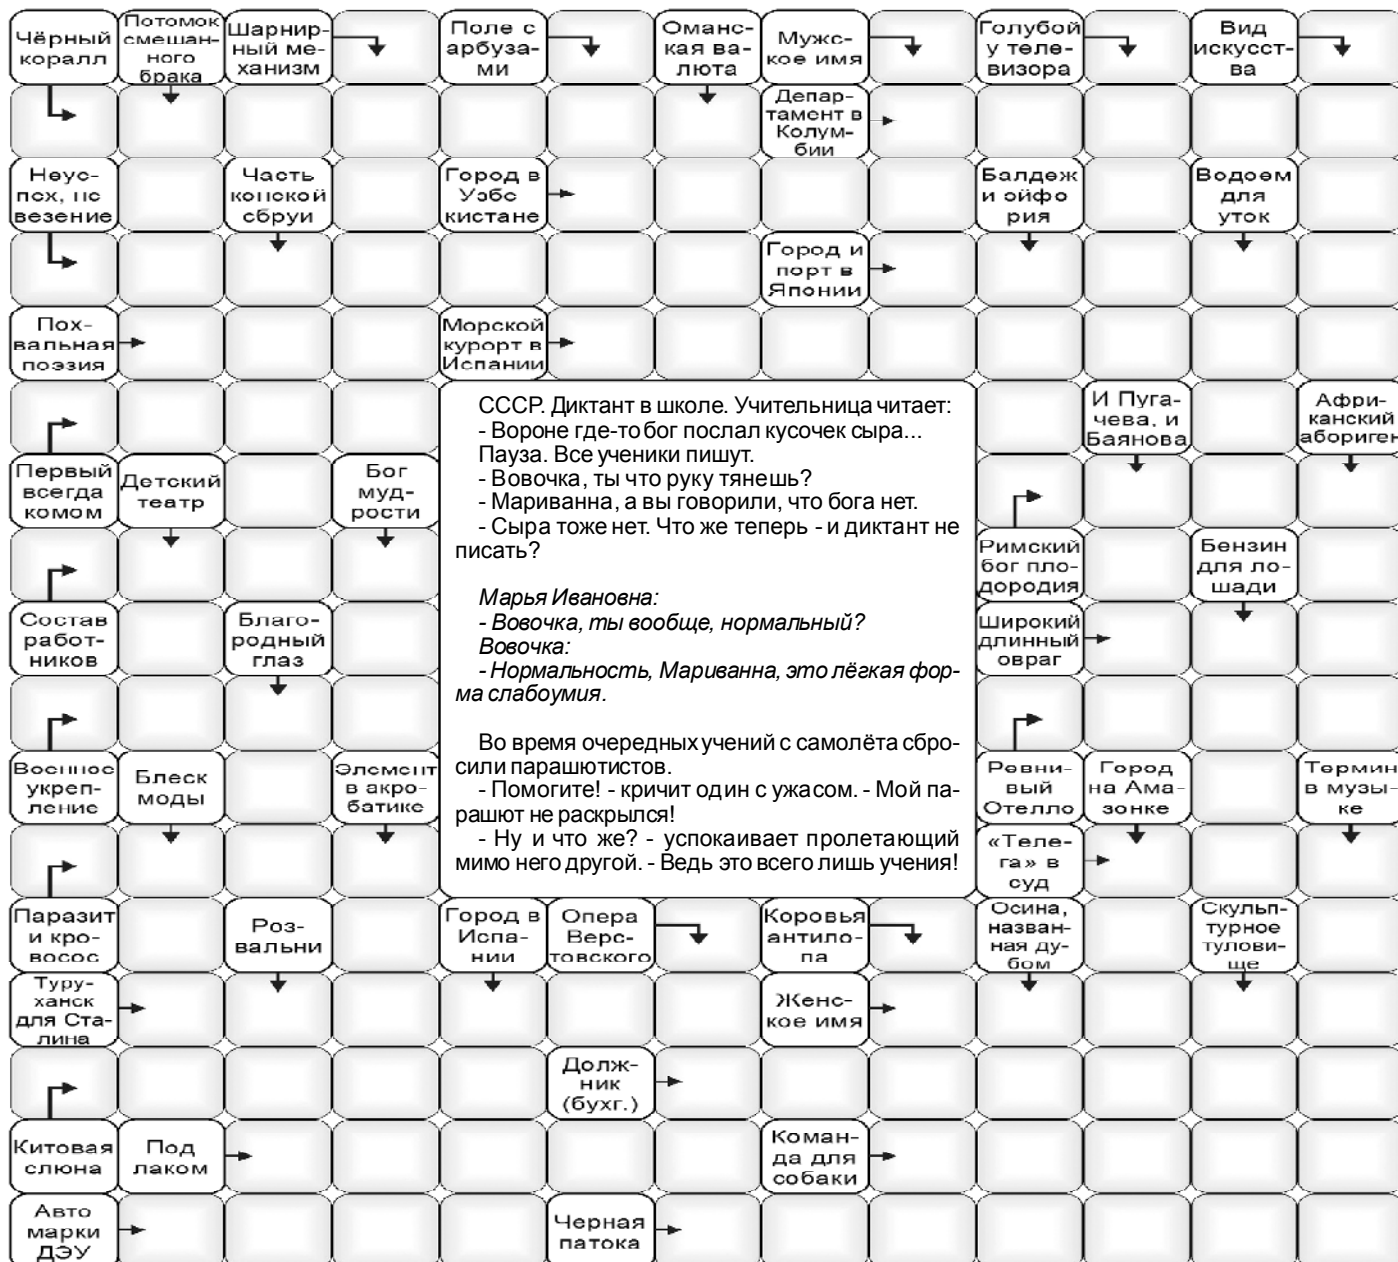 Чёрный
коралл
Потомок
смешан-
ного
брака
Шарнир-
ный ме-
ханизм
Поле с
арбуза-
ми
Оманс-
кая ва-
люта
Мужс-
кое имя
Голубой
у теле-
визора
Вид
искусст-
ва
Депар-
тамент в
Колум-
бии
Неус-
пех, не
везение
Часть
конской
сбруи
Город в
Узбе
кистане
Балдеж
и эйфо
рия
Водоем
для
уток
Город и
порт в
Японии
Пох-
вальная
поэзия
Морской
курорт в
Испании
СССР. Диктант в школе. Учительница читает:
- Вороне где-то бог послал кусочек сыра...
Пауза. Все ученики пишут.
- Вовочка, ты что руку тянешь?
- Мариванна, а вы говорили, что бога нет.
- Сыра тоже нет. Что же теперь - и диктант не
писать?
Марья Ивановна:
- Вовочка, ты вообще, нормальный?
Вовочка:
- Нормальность, Мариванна, это лёгкая фор-
ма слабоумия.
Во время очередных учений с самолёта сбро-
сили парашютистов.
- Помогите! - кричит один с ужасом. - Мой па-
рашют не раскрылся!
- Ну и что же? - успокаивает пролетающий
мимо него другой. - Ведь это всего лишь учения!
И Пуга-
чева, и
Баянова
Афри-
канский
абориген
Первый
всегда
комом
Детский
театр
Бог
муд-
рости
Римский
бог пло-
дородия
Бензин
для ло-
шади
Состав
работ-
ников
Благо-
родный
глаз
Широкий
длинный
овраг
Военное
укреп-
ление
Блеск
моды
Элемент
в акро-
батике
Ревни-
вый
Отелло
Город
на Ама-
зонке
Термин
в музы-
ке
«Теле-
га» в
суд
Паразит
и кро-
восос
Роз-
вальни
Город в
Испа-
нии
Опера
Верс-
товского
Коровья
антило-
па
Осина,
назван-
ная ду-
бом
Скульп-
турное
тулови-
ще
Туру-
ханск
для Ста-
лина
Женс-
кое имя
Долж-
ник
(бухг.)
Китовая
слюна
Под
лаком
Коман-
да для
собаки
Авто
марки
ДЭУ
Черная
патока